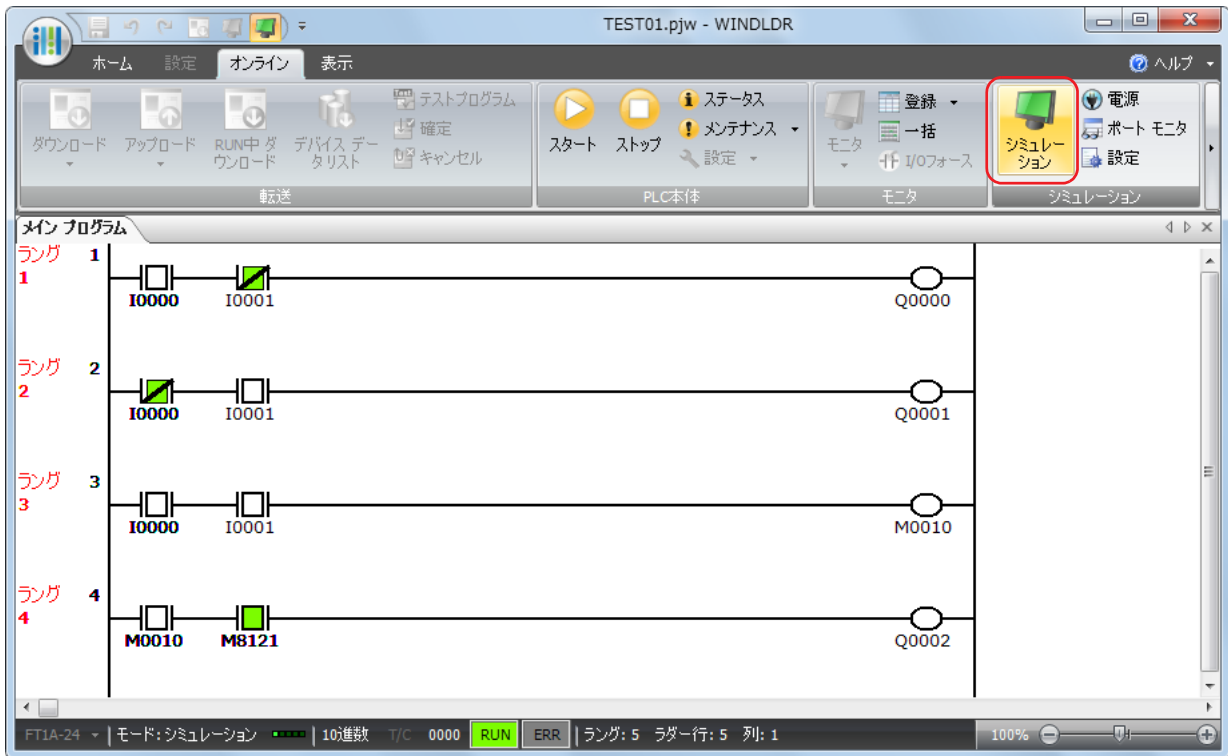 TEST01.pjw - WINDLDR
ホーム 設定 オンライン 表示 ヘルプ
ダウンロード
アップロード
RUN中 ダウンロード
デバイス データリスト
テストプログラム
確定
キャンセル
転送
スタート
ストップ
ステータス
メンテナンス
設定
PLC本体
モニタ
登録
一括
I/Oフォース
モニタ
シミュレーション
電源
ポート モニタ
設定
シミュレーション
メイン プログラム
ラング 1
1
I0000 I0001 Q0000
ラング 2
2
I0000 I0001 Q0001
ラング 3
3
I0000 I0001 M0010
ラング 4
4
M0010 M8121 Q0002
FT1A-24 モード:シミュレーション 10進数 T/C 0000 RUN ERR ラング: 5 ラダー行: 5 列: 1 100%